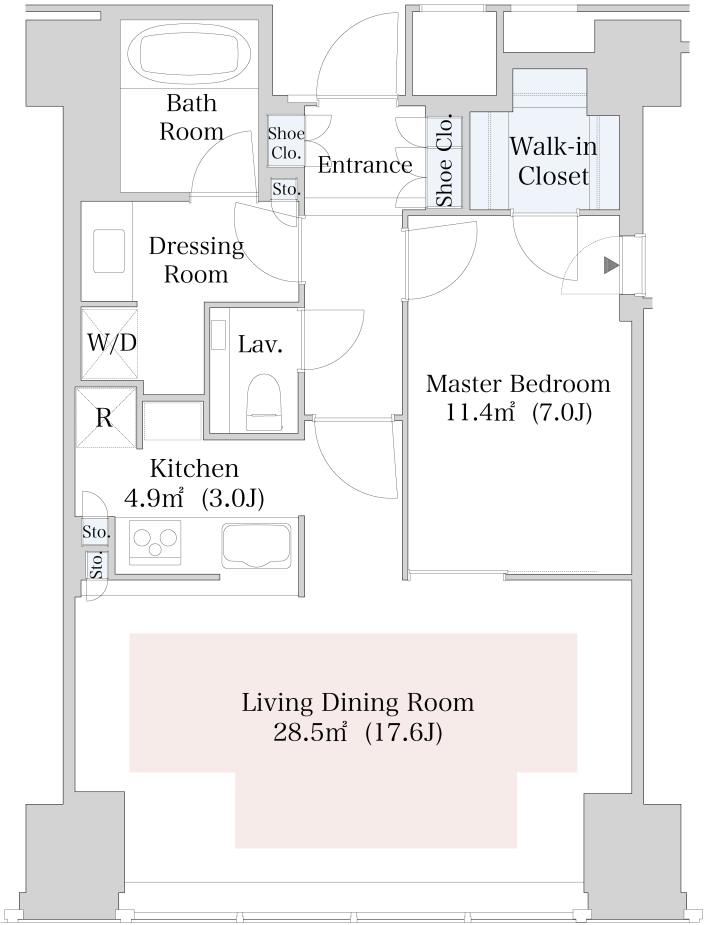 Bath
Room
Shoe
Clo.
Entrance
Shoe Clo.
Walk-in
Closet
Sto.
Dressing
Room
W/D
Lav.
Master Bedroom
11.4㎡ (7.0J)
R
Kitchen
4.9㎡ (3.0J)
Sto.
Sto.
Living Dining Room
28.5㎡ (17.6J)